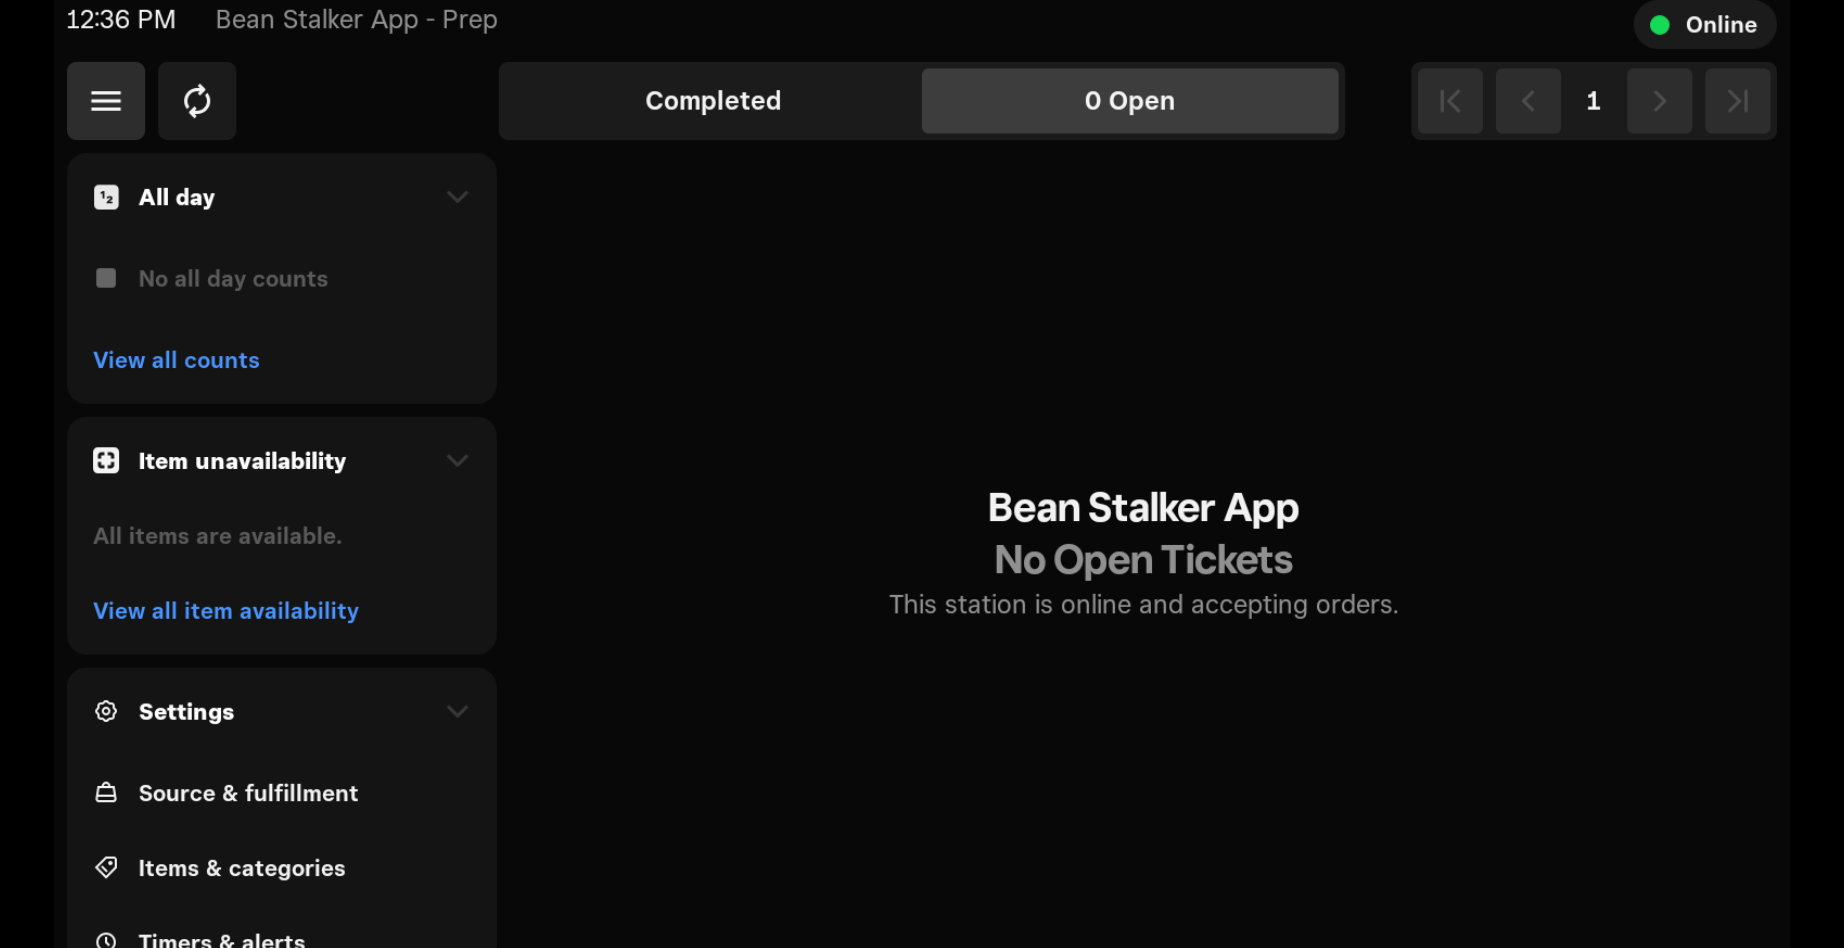 12:36 PM
Bean Stalker App - Prep
Online
Completed
0 Open
1
All day
No all day counts
View all counts
Item unavailability
All items are available.
View all item availability
Bean Stalker App
No Open Tickets
This station is online and accepting orders.
Settings
Source & fulfillment
Items & categories
Timers & alerts